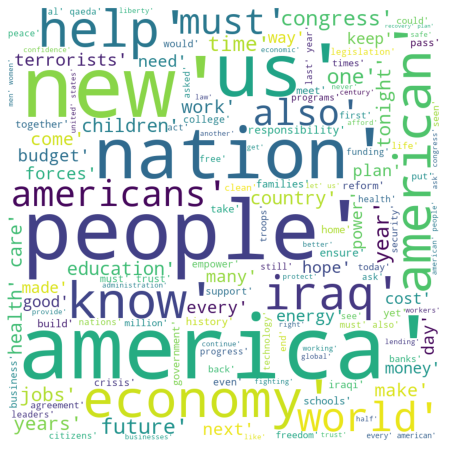 al' qaeda' liberty' recovery plan'
peace' help' must' congress' could'
confidence' economic' legislation' safe'
terrorists' would' time' way' keep' pass'
men' women' new' us' last' year' times' never
need' asked' one' tonight' programs' century' afford'
law' meet'
united' states' work' college' responsibility' first' seen'
together' children' act' also' american'
come' another' funding' life'
budget' nation' plan' reform'
forces' get' free' let' us' put' congress'
americans' clean' families' country' health' ask'
take' power' year' security'
care' people' troops' home' better' american' people'
education' empower' ensure' today'
made' must' trust' many' hope' still' ask'
administration' protect'
good' know' support' iraq' cost' workers'
health' provide' every' energy' see' yet
build' nations' million' history' right' must' also'
america' technology' day'
business' government' end' working' lending' banks' money'
crisis' continue' progress' global'
jobs' economy' back' world'
agreement' even' fighting' iraqi' make'
leaders' schools' half'
years' future' next' freedom' trust' every' american'
citizens' businesses' like'